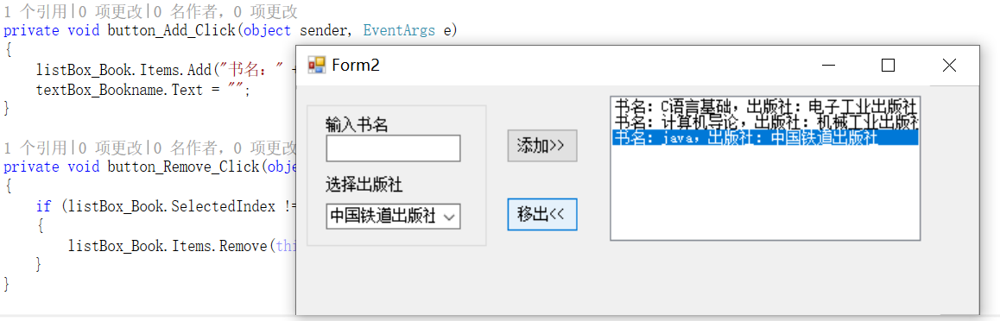 1 个引用|0 项更改|0 名作者，0 项更改
private void button_Add_Click(object sender, EventArgs e)
{
listBox_Book.Items.Add("书名：" +
textBox_Bookname.Text = "";
}
1 个引用|0 项更改|0 名作者，0 项更改
private void button_Remove_Click(obje
{
if (listBox_Book.SelectedIndex !=
{
listBox_Book.Items.Remove(thi
}
}
Form2
输入书名
选择出版社
中国铁道出版社
添加>>
移出<<
书名：C语言基础，出版社：电子工业出版社
书名：计算机导论，出版社：机械工业出版社
书名：java，出版社：中国铁道出版社